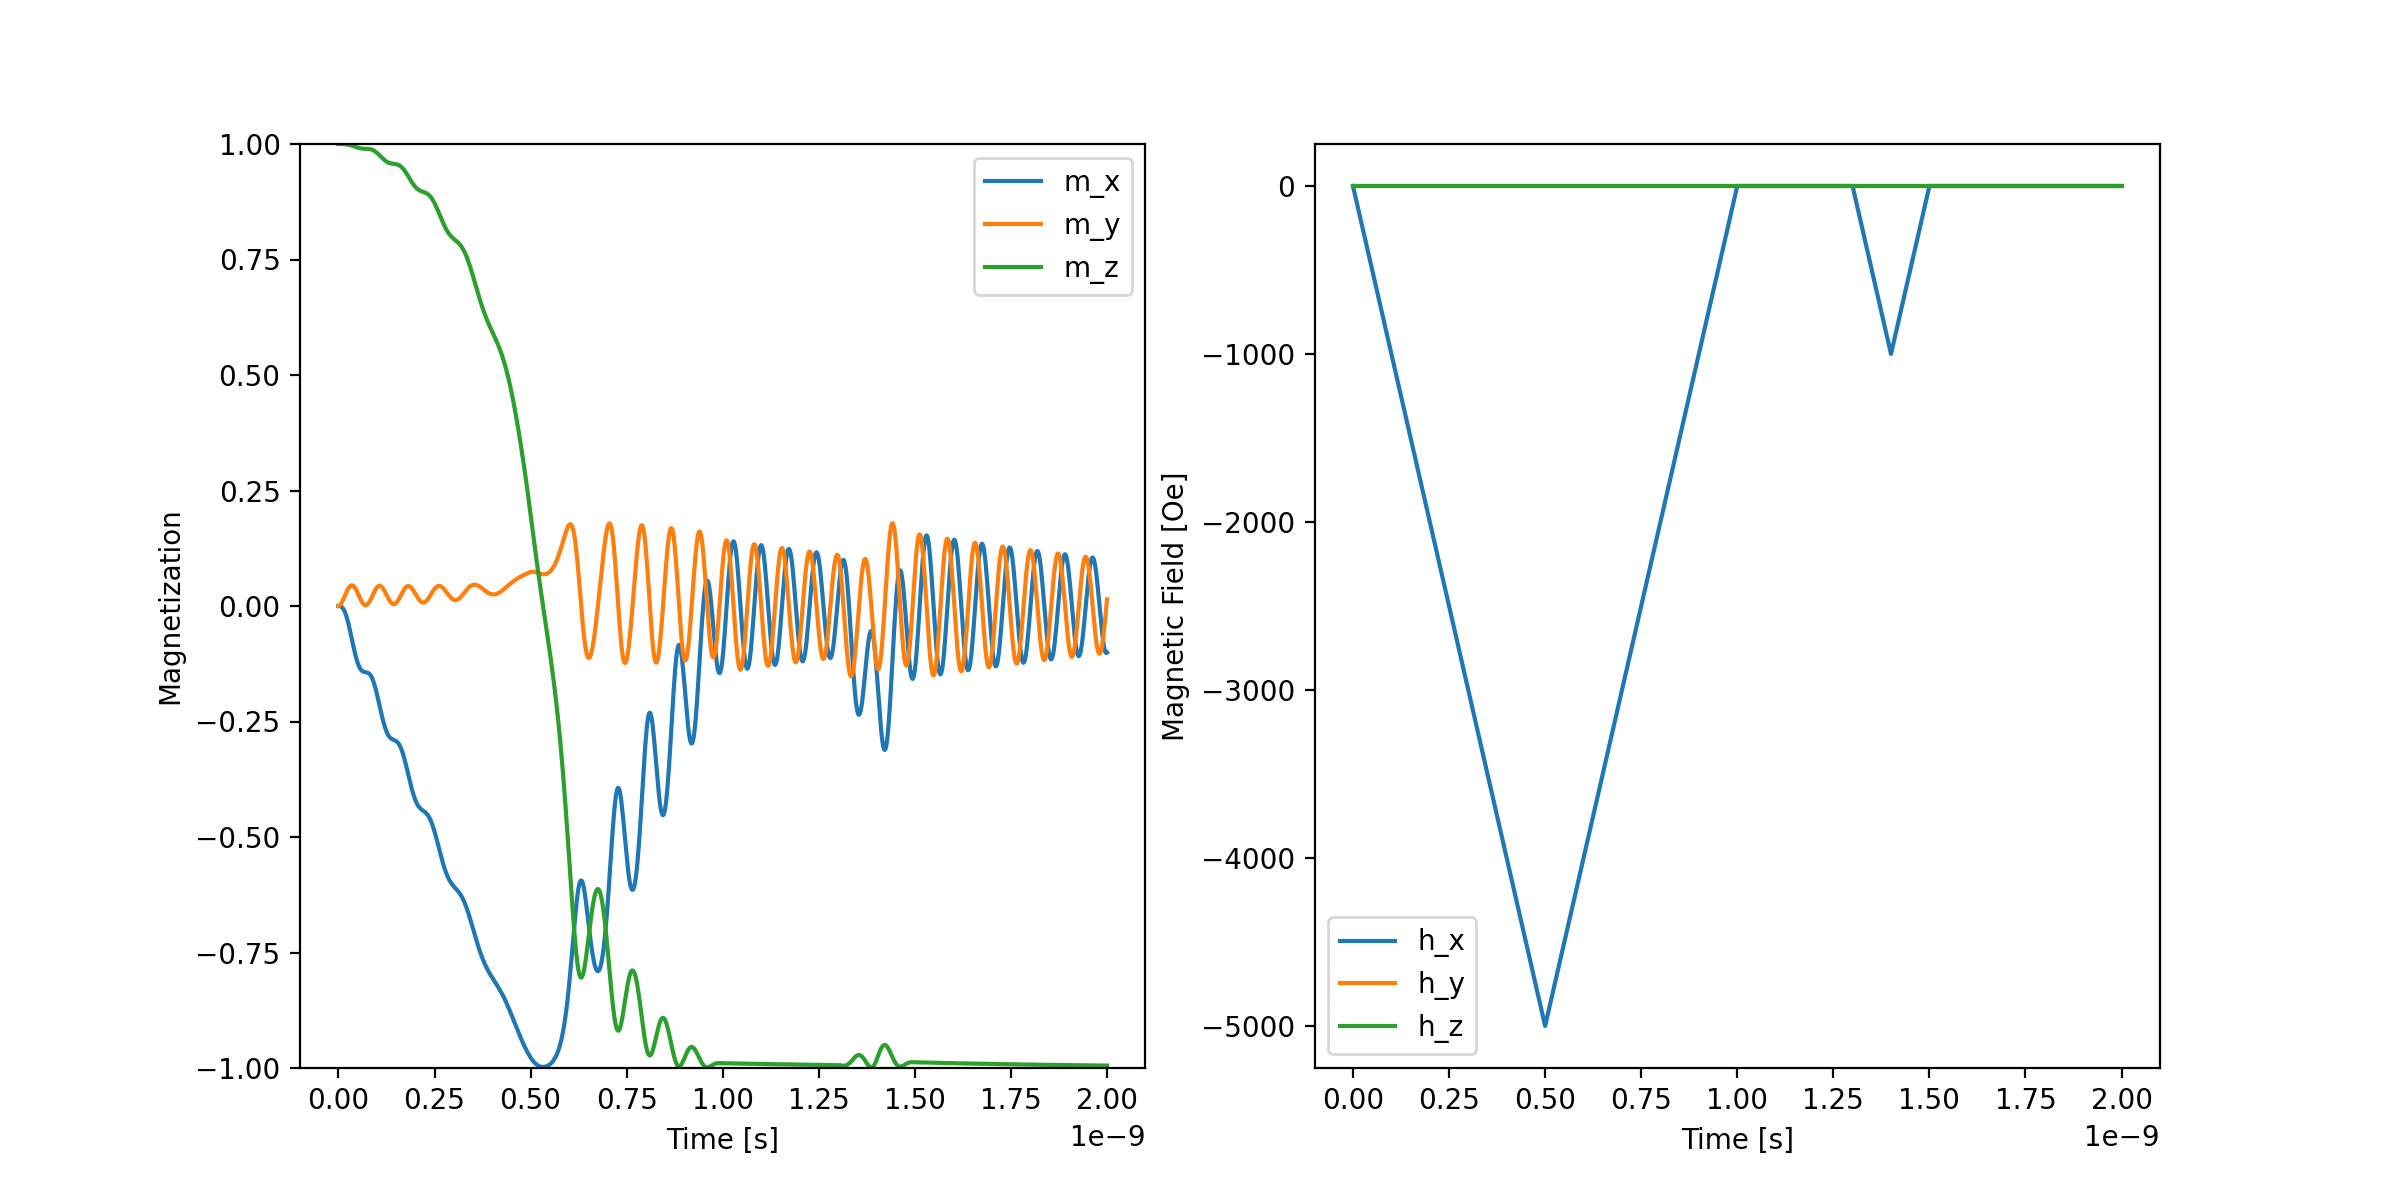 1.00
0.75
0.50
0.25
0.00
−0.25
−0.50
−0.75
−1.00
Magnetization
m_x
m_y
m_z
0.00 0.25 0.50 0.75 1.00 1.25 1.50 1.75 2.00
Time [s]
1e−9
0
−1000
−2000
−3000
−4000
−5000
Magnetic Field [Oe]
h_x
h_y
h_z
0.00 0.25 0.50 0.75 1.00 1.25 1.50 1.75 2.00
Time [s]
1e−9